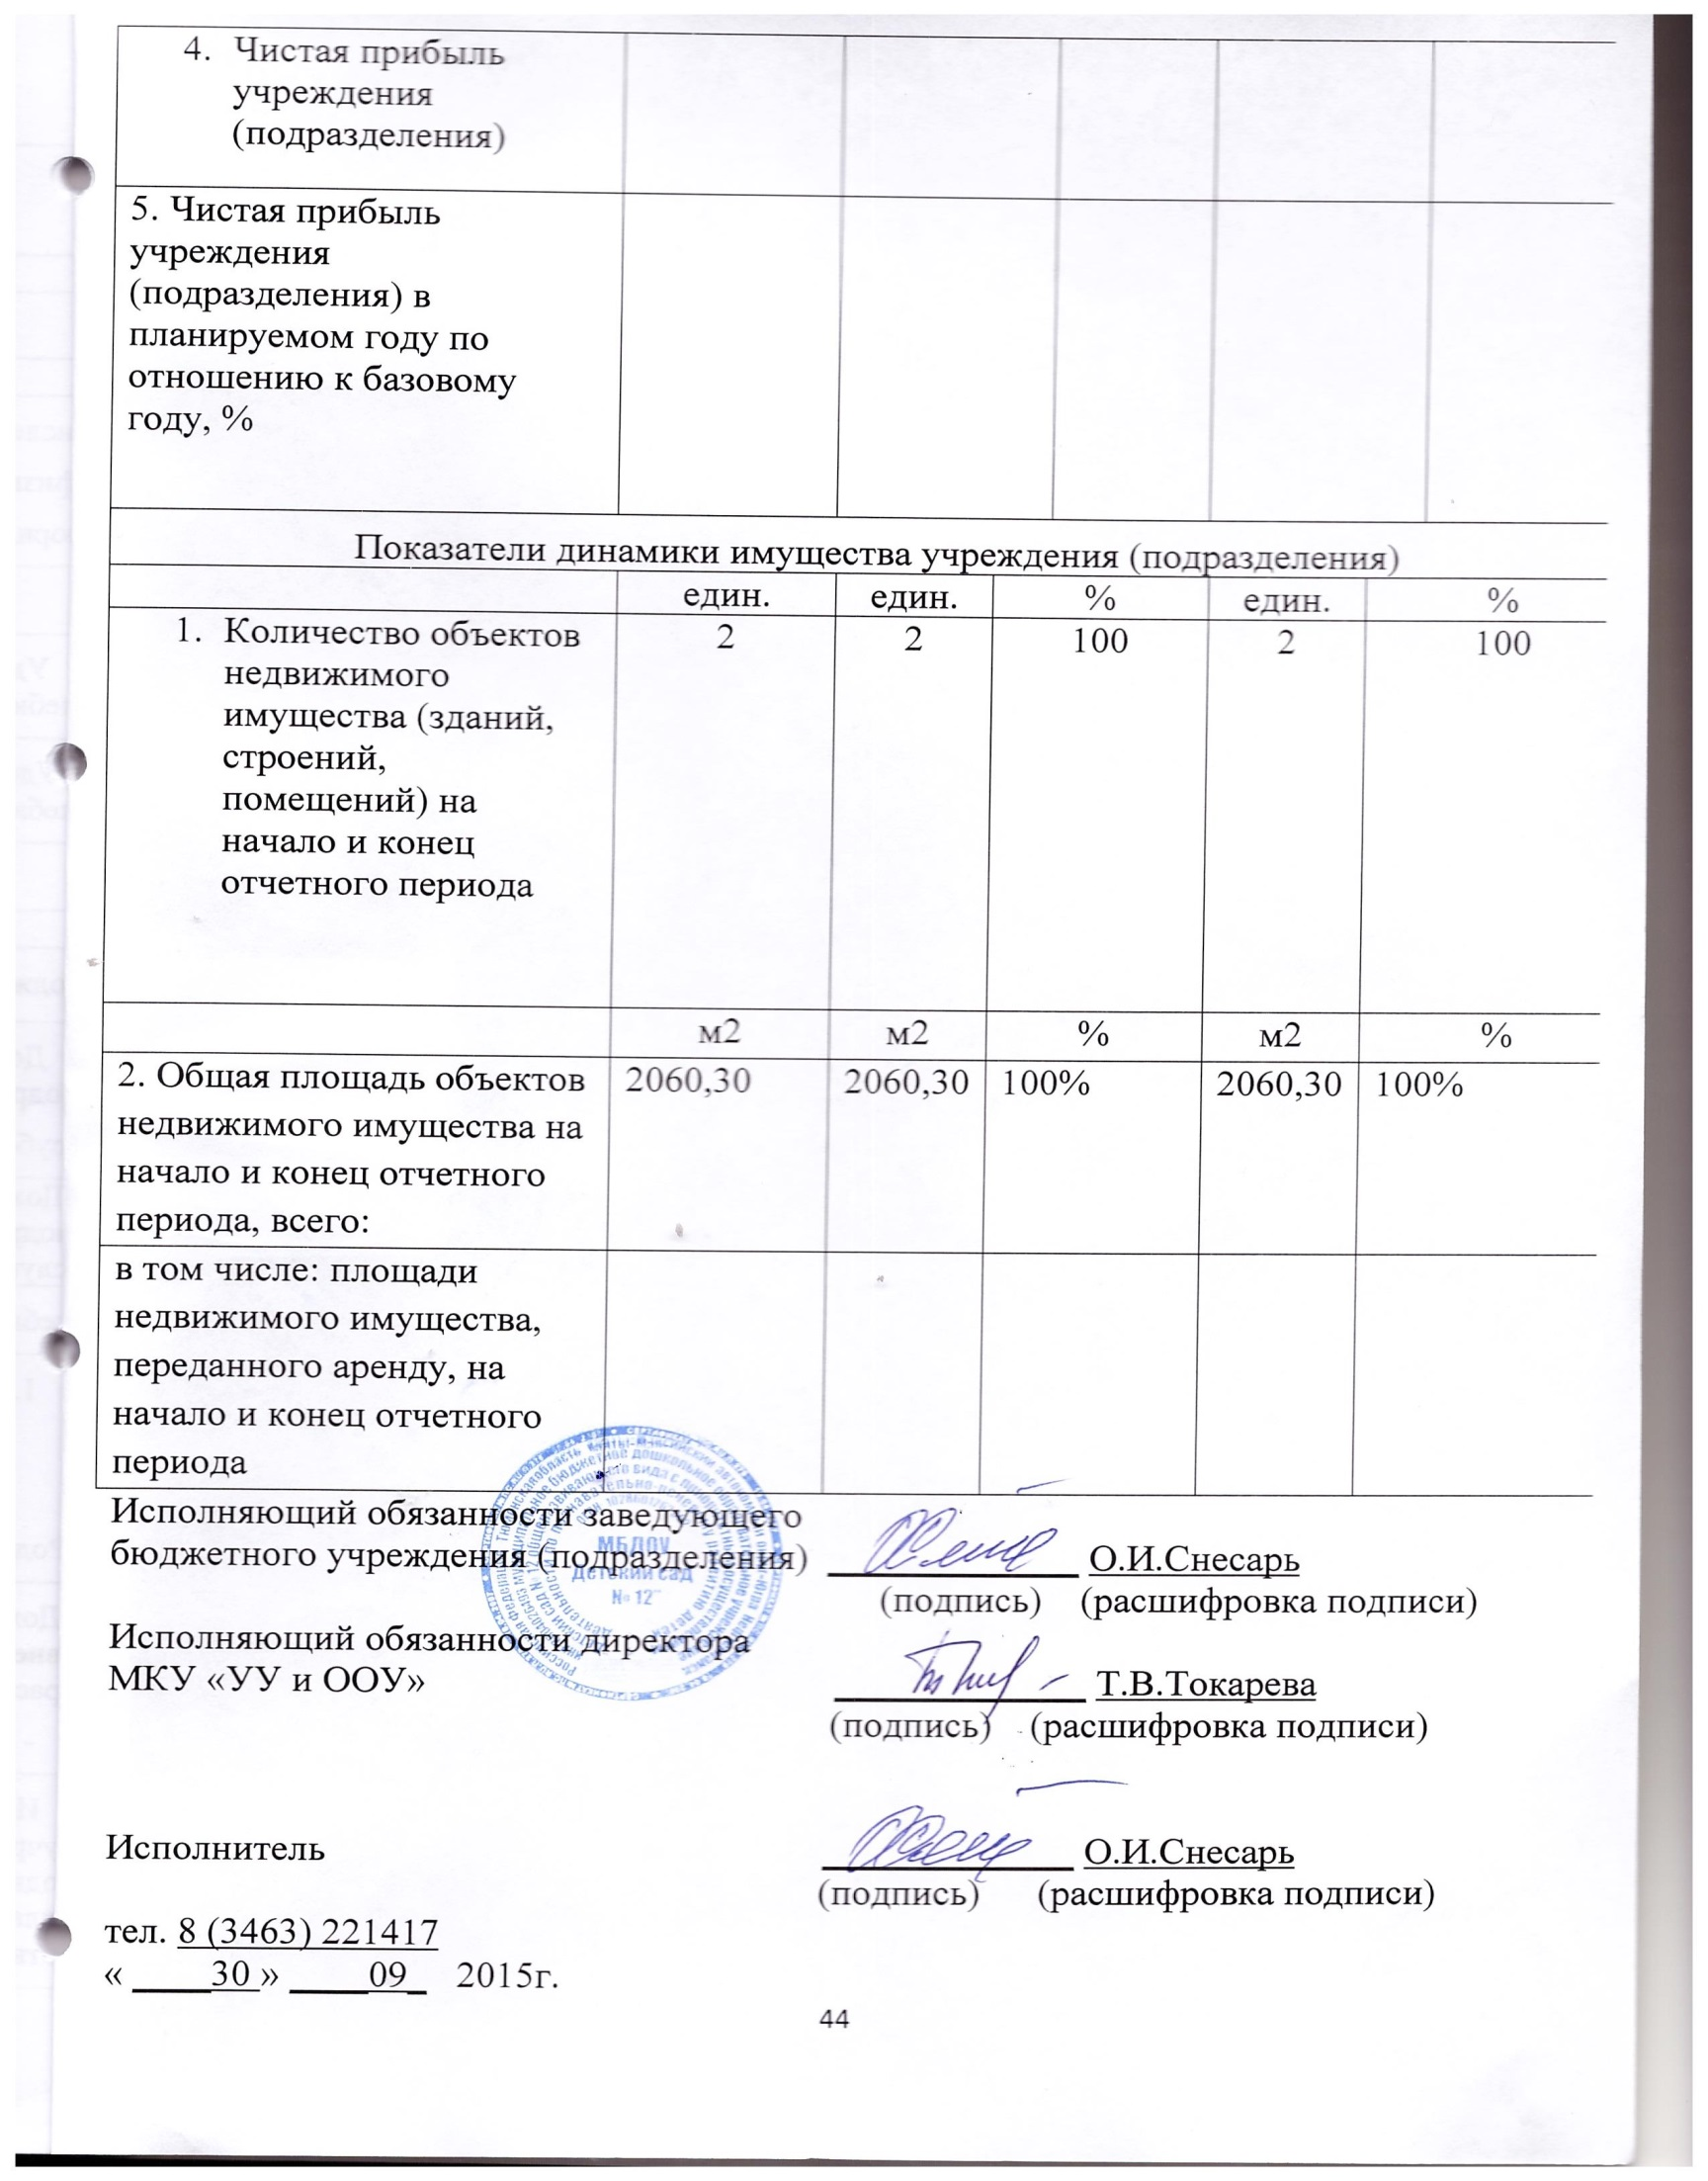 4. Чистая прибыль
учреждения
(подразделения)
5. Чистая прибыль
учреждения
(подразделения) в
планируемом году по
отношению к базовому
году, %
Показатели динамики имущества учреждения (подразделения)
един. един. % един. %
1. Количество объектов 2 2 100 2 100
недвижимого
имущества (зданий,
строений,
помещений) на
начало и конец
отчетного периода
м2 м2 % м2 %
2. Общая площадь объектов 2060,30 2060,30 100% 2060,30 100%
недвижимого имущества на
начало и конец отчетного
периода, всего:
в том числе: площади
недвижимого имущества,
переданного аренду, на
начало и конец отчетного
периода
Исполняющий обязанности заведующего
бюджетного учреждения (подразделения) О.И.Снесарь
(подпись) (расшифровка подписи)
МБДОУ
Детский сад
№ 12"
Исполняющий обязанности директора
МКУ «УУ и ООУ» Т.В.Токарева
(подпись) (расшифровка подписи)
Исполнитель О.И.Снесарь
(подпись) (расшифровка подписи)
тел. 8 (3463) 221417
« 30 » 09 2015г.
44